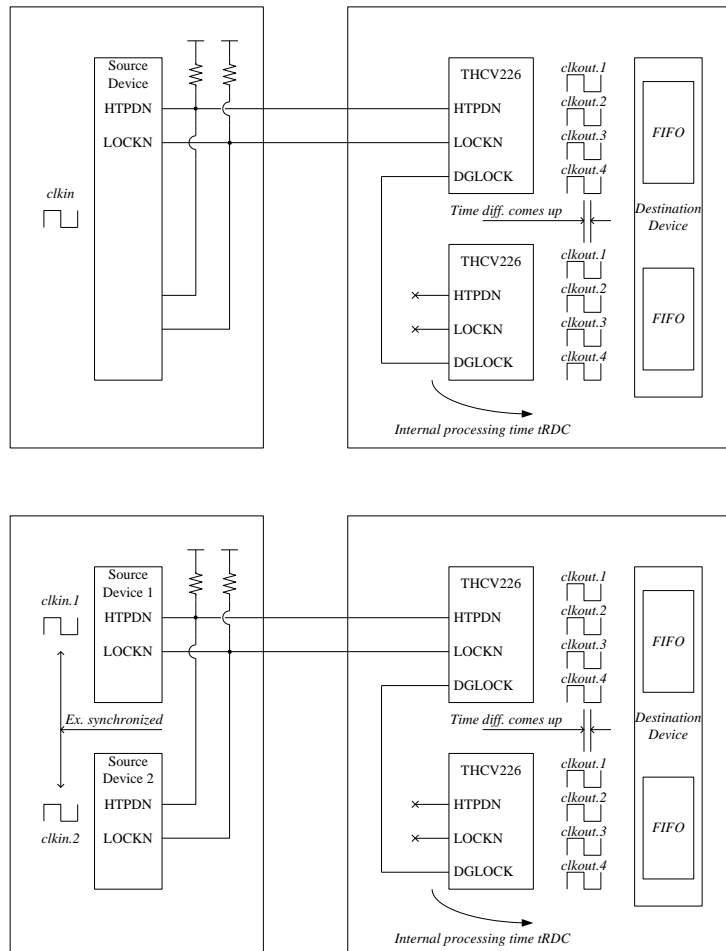 Source
Device
HTPDN
LOCKN
clkin
THCV226
HTPDN
LOCKN
DGLOCK
clkout.1
clkout.2
clkout.3
clkout.4
FIFO
Time diff. comes up
Destination
Device
THCV226
HTPDN
LOCKN
DGLOCK
clkout.1
clkout.2
clkout.3
clkout.4
FIFO
Internal processing time tRDC
Source
Device 1
clkin.1
HTPDN
LOCKN
Ex. synchronized
Source
Device 2
HTPDN
LOCKN
clkin.2
THCV226
HTPDN
LOCKN
DGLOCK
clkout.1
clkout.2
clkout.3
clkout.4
FIFO
Time diff. comes up
Destination
Device
THCV226
HTPDN
LOCKN
DGLOCK
clkout.1
clkout.2
clkout.3
clkout.4
FIFO
Internal processing time tRDC